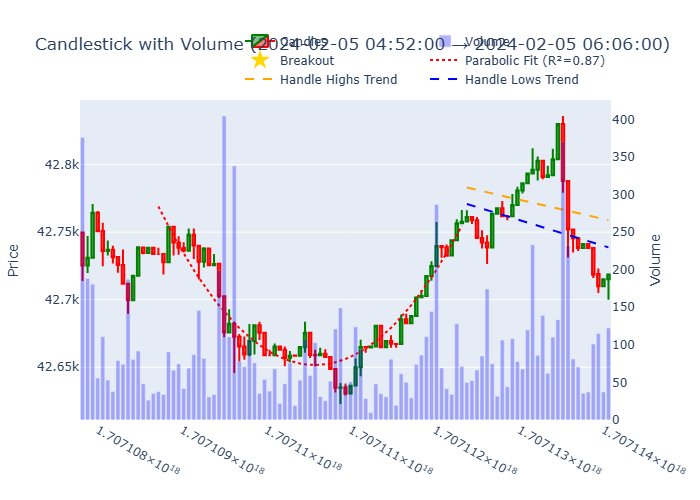 Candlestick with Volume (2024-02-05 04:52:00 → 2024-02-05 06:06:00)
Candles
Volume
Breakout
Parabolic Fit (R²=0.87)
Handle Highs Trend
Handle Lows Trend
42.8k
42.75k
42.7k
42.65k
Price
400
350
300
250
200
150
100
50
0
Volume
1.707108×10¹⁸
1.707109×10¹⁸
1.70711×10¹⁸
1.707111×10¹⁸
1.707112×10¹⁸
1.707113×10¹⁸
1.707114×10¹⁸